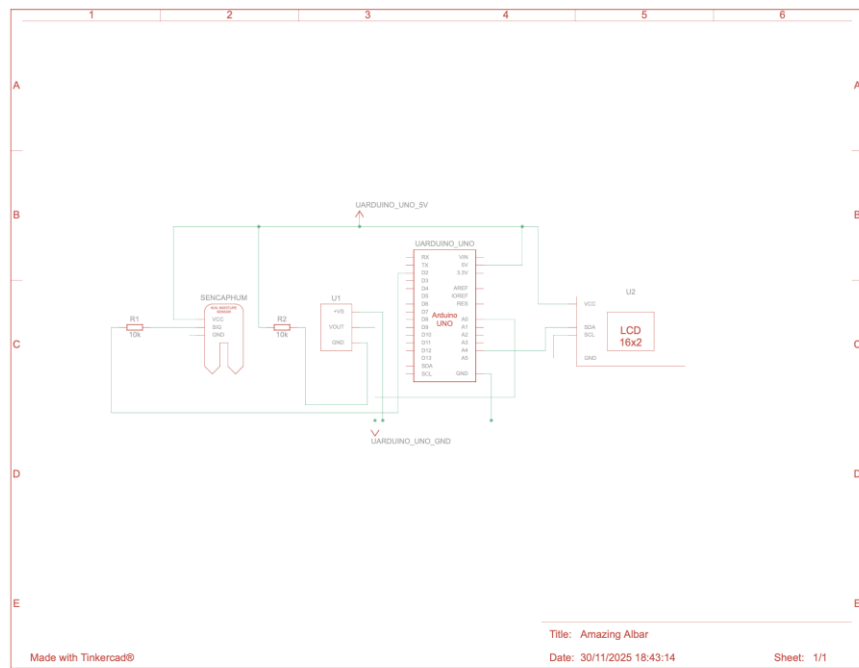 1 2 3 4 5 6
A A
B B
UARDUINO_UNO_5V
UARDUINO_UNO
RX VIN
TX 5V
D2 3.3V
D3
D4 AREF
D5 IOREF
D6 RES
D7
D8 A0
D9 A1
D10 A2
D11 A3
D12 A4
D13 A5
SDA
SCL GND
Arduino
UNO
SENCAPHUM
SOIL MOISTURE
SENSOR
VCC
SIG
GND
R1
10k
R2
10k
U1
+VS
VOUT
GND
U2
VCC
SDA
SCL
GND
LCD
16x2
C C
UARDUINO_UNO_GND
D D
E E
Title: Amazing Albar
Made with Tinkercad®
Date: 30/11/2025 18:43:14
Sheet: 1/1